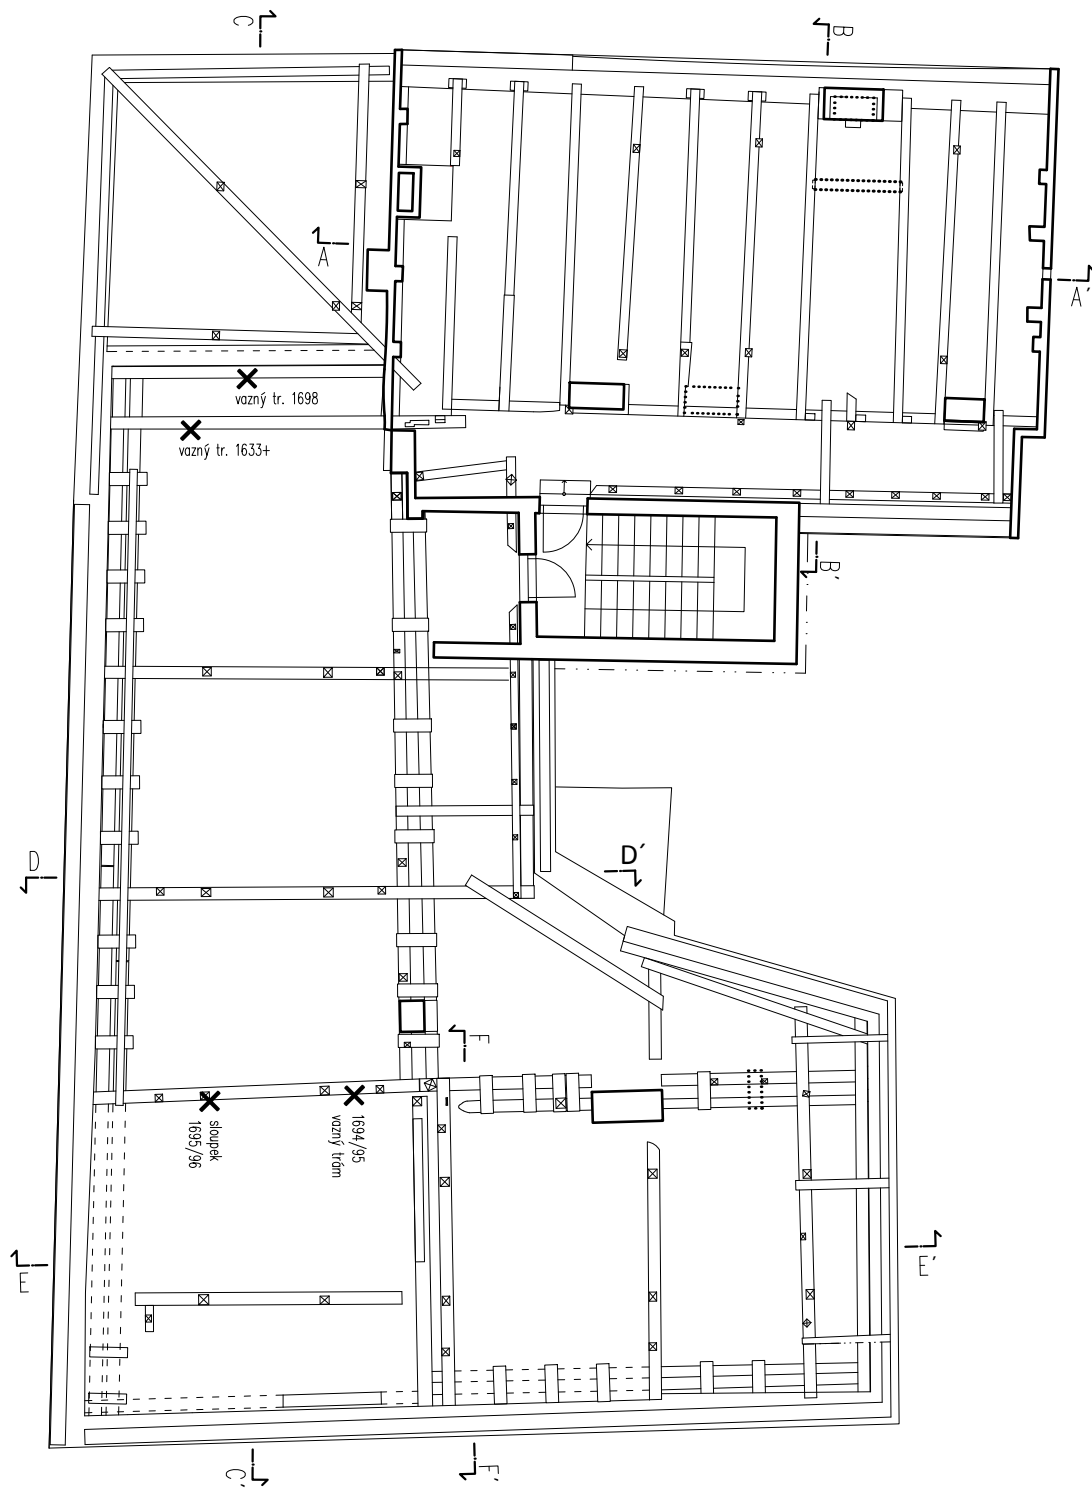 C
B
A
A'
vazný tr. 1698
vazný tr. 1633+
B'
D
D'
F
sloupek
1695/96
1694/95
vazný trám
E
E'
C'
F'